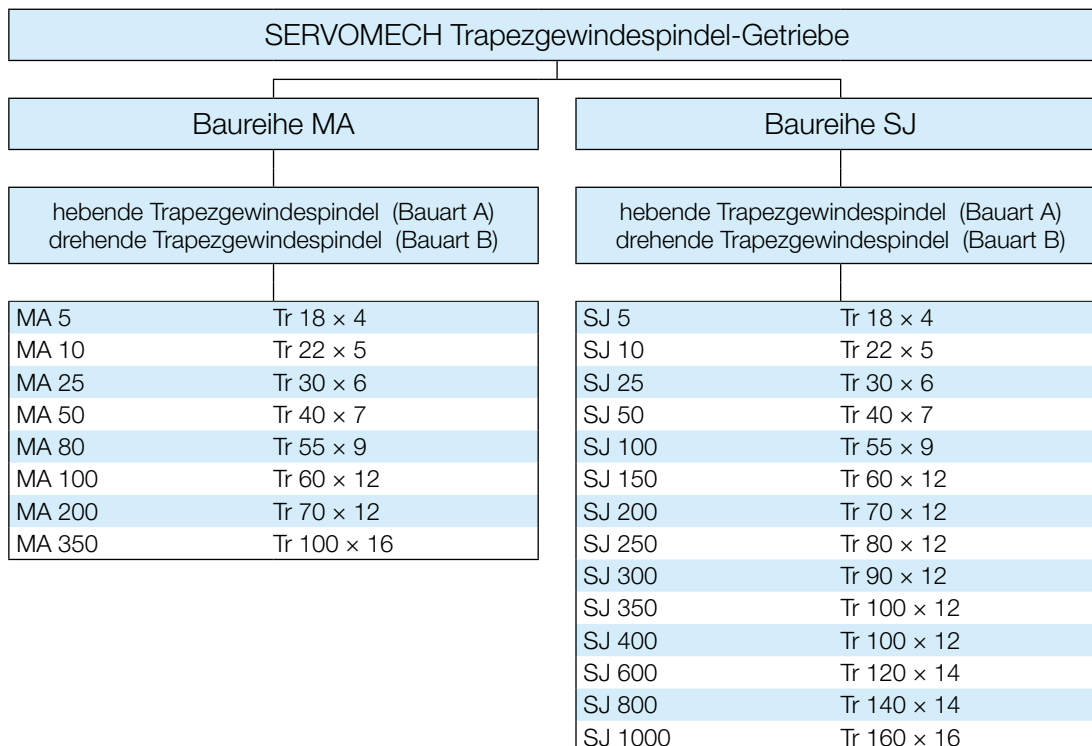 SERVOMECH Trapezgewindespindel-Getriebe
Baureihe MA
hebende Trapezgewindespindel (Bauart A)
drehende Trapezgewindespindel (Bauart B)
MA 5 Tr 18 × 4
MA 10 Tr 22 × 5
MA 25 Tr 30 × 6
MA 50 Tr 40 × 7
MA 80 Tr 55 × 9
MA 100 Tr 60 × 12
MA 200 Tr 70 × 12
MA 350 Tr 100 × 16
Baureihe SJ
hebende Trapezgewindespindel (Bauart A)
drehende Trapezgewindespindel (Bauart B)
SJ 5 Tr 18 × 4
SJ 10 Tr 22 × 5
SJ 25 Tr 30 × 6
SJ 50 Tr 40 × 7
SJ 100 Tr 55 × 9
SJ 150 Tr 60 × 12
SJ 200 Tr 70 × 12
SJ 250 Tr 80 × 12
SJ 300 Tr 90 × 12
SJ 350 Tr 100 × 12
SJ 400 Tr 100 × 12
SJ 600 Tr 120 × 14
SJ 800 Tr 140 × 14
SJ 1000 Tr 160 × 16